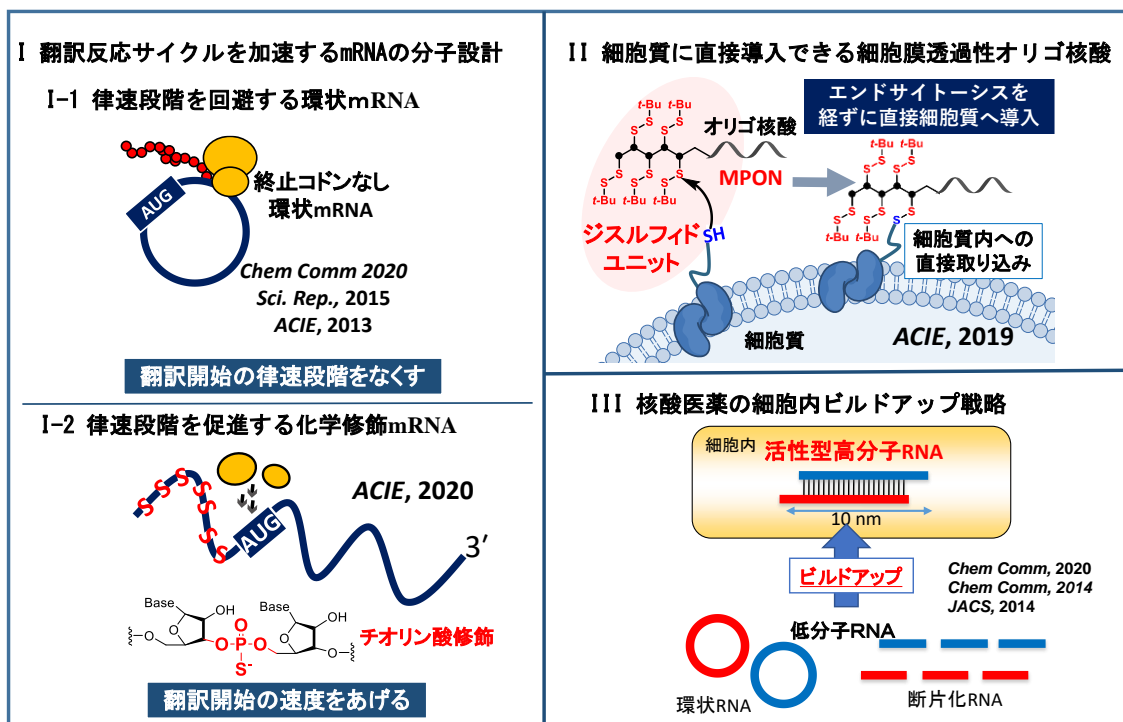 I 翻訳反応サイクルを加速するmRNAの分子設計
I-1 律速段階を回避する環状mRNA
AUG
終止コドンなし
環状mRNA
Chem Comm 2020
Sci. Rep., 2015
ACIE, 2013
翻訳開始の律速段階をなくす
I-2 律速段階を促進する化学修飾mRNA
S
S
S
S
S
S
S
AUG
ACIE, 2020
3′
Base
OH
Base
OH
O
O
P
O
O
O
O
O
S-
チオリン酸修飾
翻訳開始の速度をあげる
II 細胞質に直接導入できる細胞膜透過性オリゴ核酸
t-Bu
t-Bu
S
S
S
S
オリゴ核酸
MPON
S
S
S
S
S
S
t-Bu
t-Bu
t-Bu
ジスルフィド
ユニット
SH
エンドサイトーシスを
経ずに直接細胞質へ導入
t-Bu
t-Bu
S
S
S
S
S
S
S
S
S
S
t-Bu
t-Bu
細胞質内への
直接取り込み
細胞質
ACIE, 2019
III 核酸医薬の細胞内ビルドアップ戦略
細胞内
活性型高分子RNA
10 nm
ビルドアップ
Chem Comm, 2020
Chem Comm, 2014
JACS, 2014
低分子RNA
環状RNA
断片化RNA